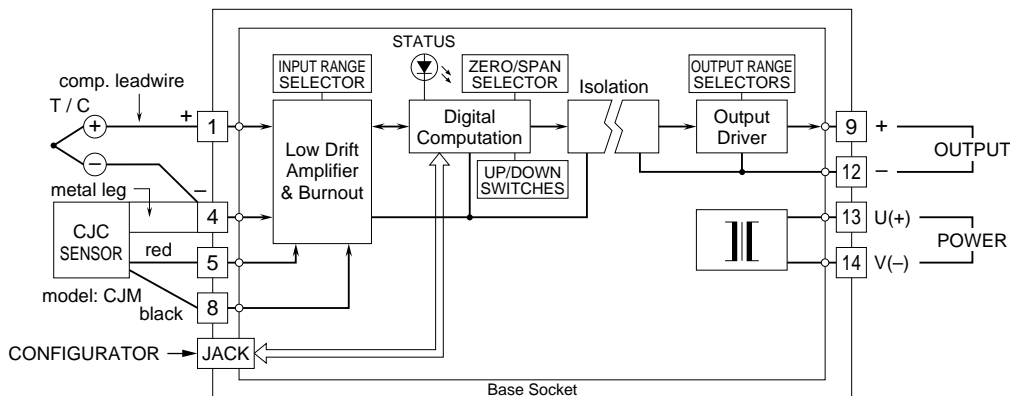 STATUS
INPUT RANGE
SELECTOR
ZERO/SPAN
SELECTOR
Isolation
OUTPUT RANGE
SELECTORS
comp. leadwire
T / C
+
+
1
Low Drift
Amplifier
& Burnout
Digital
Computation
Output
Driver
9
+
OUTPUT
12
–
–
–
UP/DOWN
SWITCHES
metal leg
4
CJC
SENSOR
red
5
13
U(+)
POWER
14
V(–)
model: CJM
black
8
CONFIGURATOR
JACK
Base Socket